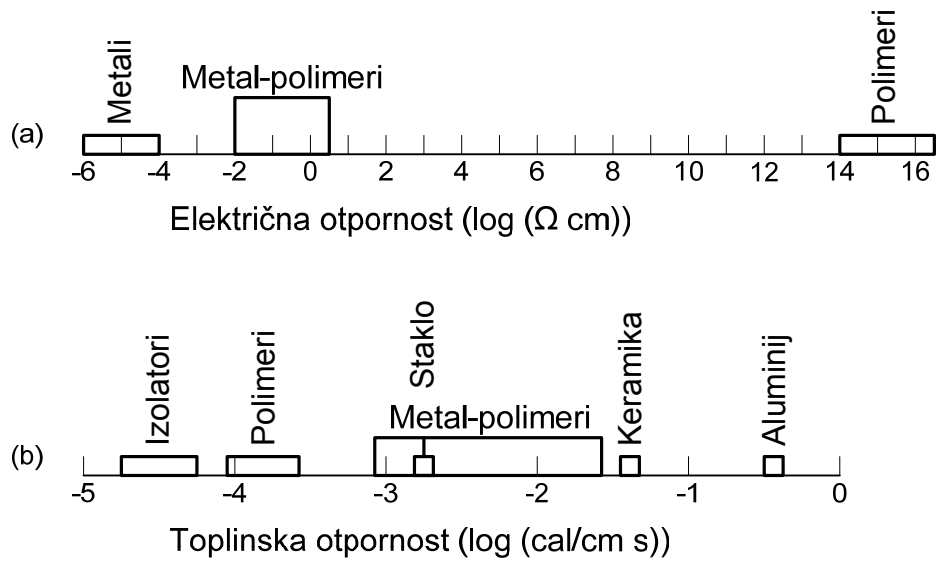 Metali
Metal-polimeri
Polimeri
(a)
-6 -4 -2 0 2 4 6 8 10 12 14 16
Električna otpornost (log (Ω cm))
Izolatori
Polimeri
Staklo
Metal-polimeri
Keramika
Aluminij
(b)
-5 -4 -3 -2 -1 0
Toplinska otpornost (log (cal/cm s))